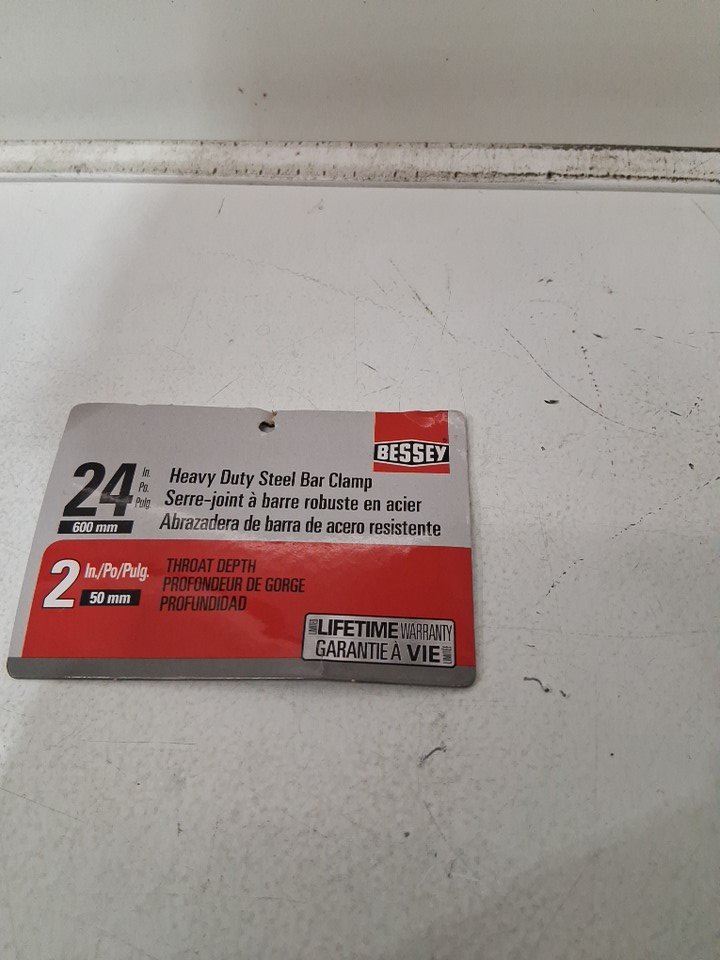 BESSEY
24 In.
Po.
Pulg.
600 mm
Heavy Duty Steel Bar Clamp
Serre-joint à barre robuste en acier
Abrazadera de barra de acero resistente
2 In./Po/Pulg.
50 mm
THROAT DEPTH
PROFONDEUR DE GORGE
PROFUNDIDAD
LIMITED LIFETIME WARRANTY
GARANTIE À VIE LIMITÉE